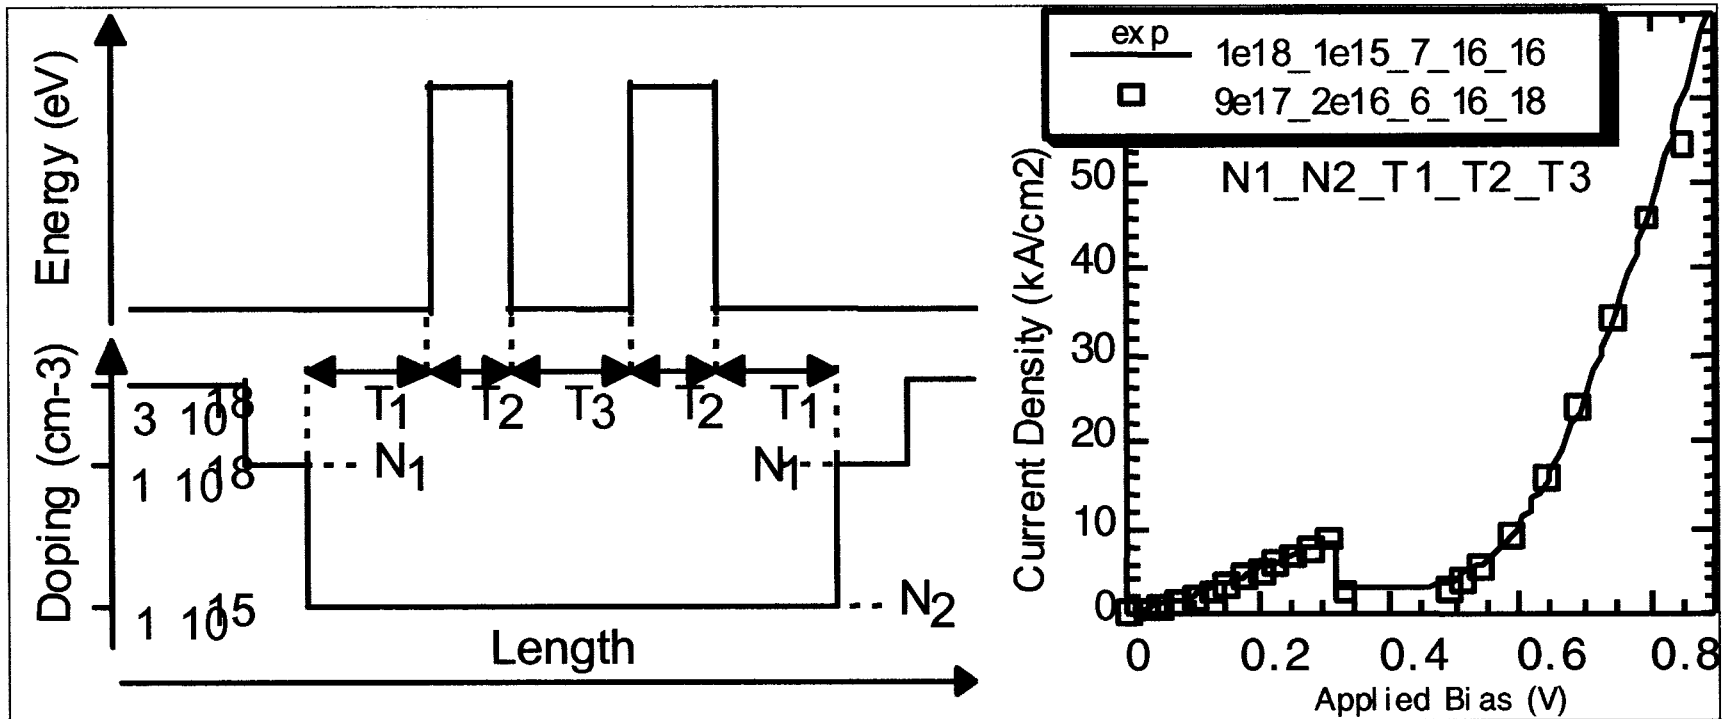 Energy (eV)
Doping (cm-3)
3 10 18
1 10 18
1 10 15
T1 T2 T3 T2 T1
N1 N1
N2
Length
exp
1e18_1e15_7_16_16
9e17_2e16_6_16_18
N1_N2_T1_T2_T3
Current Density (kA/cm2)
50
40
30
20
10
0
0 0.2 0.4 0.6 0.8
Applied Bias (V)